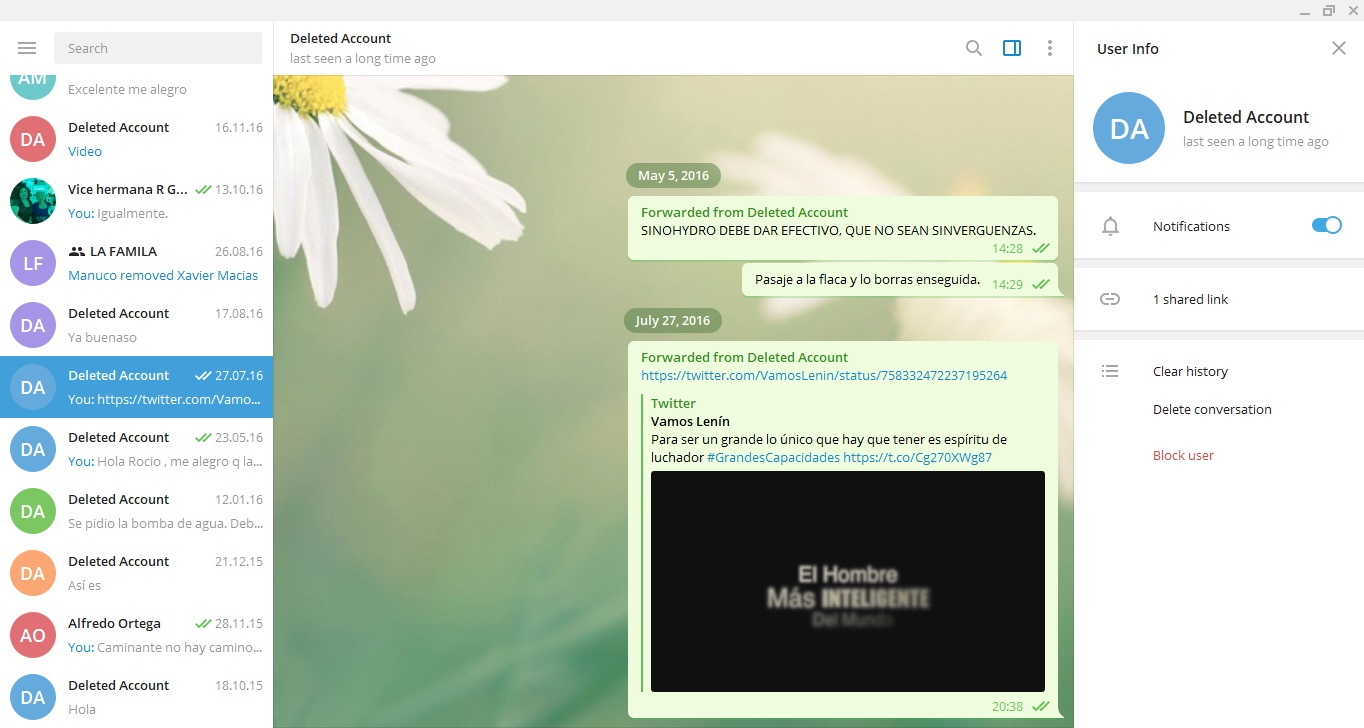 Search
AM
Excelente me alegro
DA
Deleted Account 16.11.16
Video
Vice hermana R G... 13.10.16
You: Igualmente.
LF
LA FAMILA 26.08.16
Manuco removed Xavier Macias
DA
Deleted Account 17.08.16
Ya buenaso
DA
Deleted Account 27.07.16
You: https://twitter.com/Vamo...
DA
Deleted Account 23.05.16
You: Hola Rocio , me alegro q la...
DA
Deleted Account 12.01.16
Se pidio la bomba de agua. Deb...
DA
Deleted Account 21.12.15
Así es
AO
Alfredo Ortega 28.11.15
You: Caminante no hay camino...
DA
Deleted Account 18.10.15
Hola
Deleted Account
last seen a long time ago
May 5, 2016
Forwarded from Deleted Account
SINOHYDRO DEBE DAR EFECTIVO, QUE NO SEAN SINVERGUENZAS.
14:28
Pasaje a la flaca y lo borras enseguida. 14:29
July 27, 2016
Forwarded from Deleted Account
https://twitter.com/VamosLenin/status/758332472237195264
Twitter
Vamos Lenín
Para ser un grande lo único que hay que tener es espíritu de
luchador #GrandesCapacidades https://t.co/Cg270XWg87
El Hombre
Más INTELIGENTE
Del Mundo
20:38
User Info
DA
Deleted Account
last seen a long time ago
Notifications
1 shared link
Clear history
Delete conversation
Block user